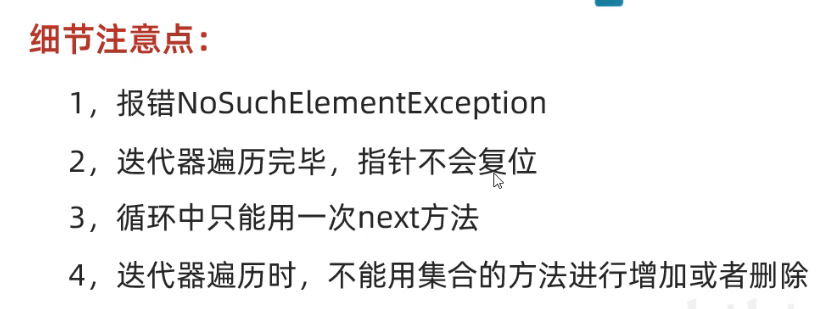 细节注意点：
1，报错NoSuchElementException
2，迭代器遍历完毕，指针不会复位
3，循环中只能用一次next方法
4，迭代器遍历时，不能用集合的方法进行增加或者删除